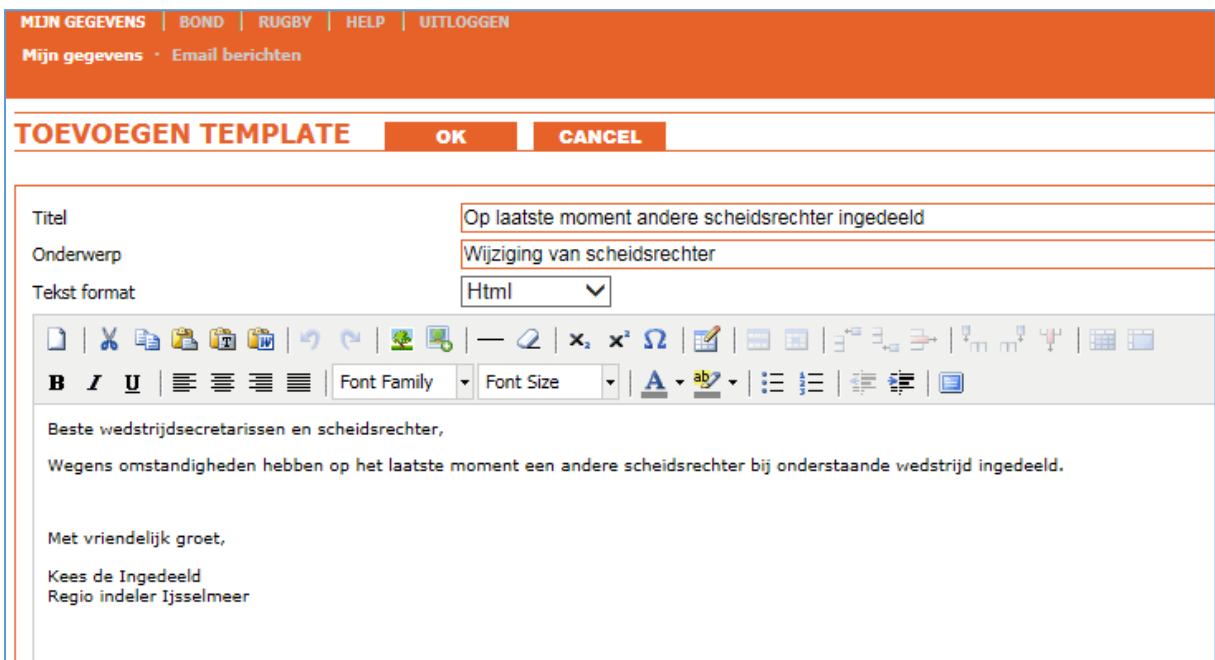 MIJN GEGEVENS | BOND | RUGBY | HELP | UITLOGGEN
Mijn gegevens · Email berichten
TOEVOEGEN TEMPLATE OK CANCEL
Titel Op laatste moment andere scheidsrechter ingedeeld
Onderwerp Wijziging van scheidsrechter
Tekst format Html
B I U Font Family Font Size A ab
Beste wedstrijdsecretarissen en scheidsrechter,
Wegens omstandigheden hebben op het laatste moment een andere scheidsrechter bij onderstaande wedstrijd ingedeeld.
Met vriendelijk groet,
Kees de Ingedeeld
Regio indeler Ijsselmeer